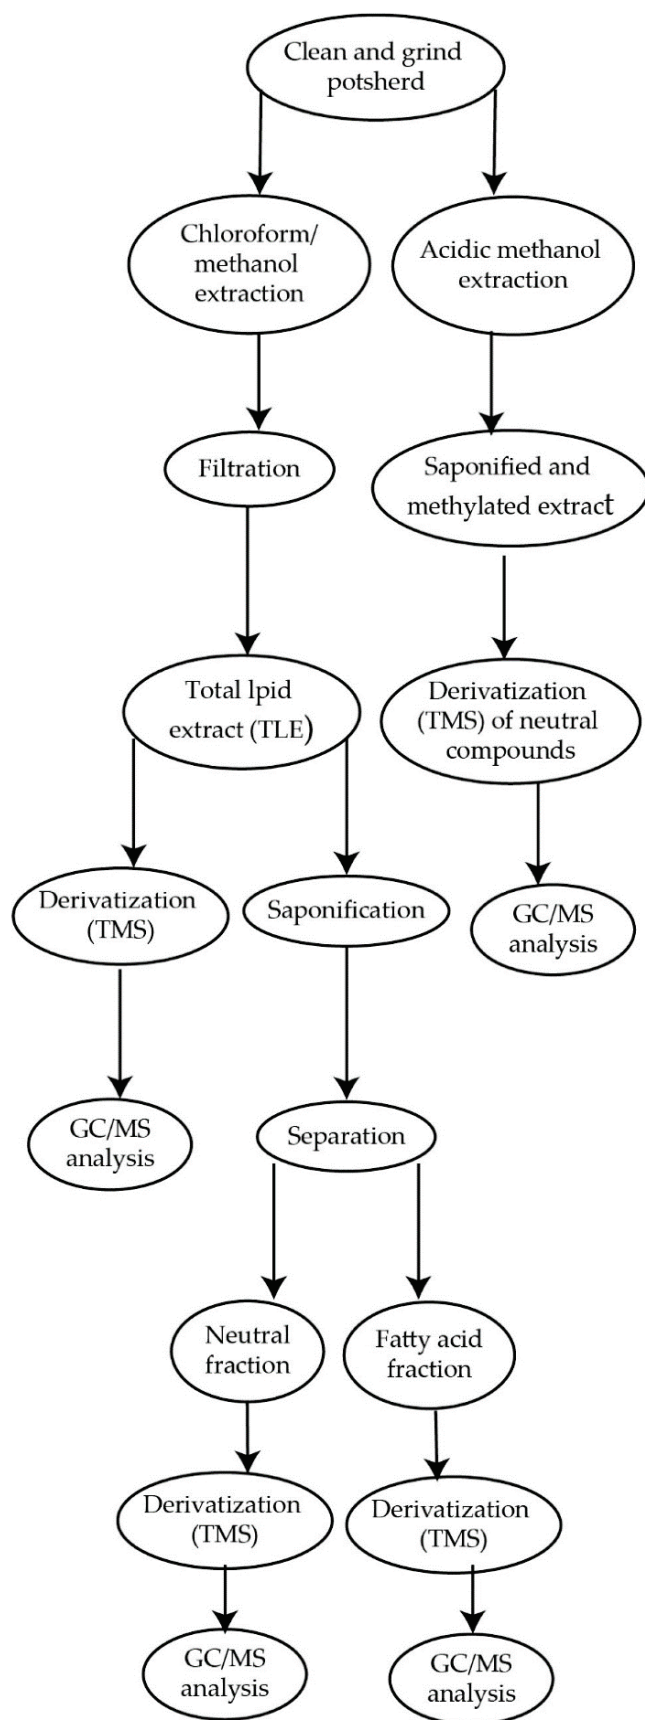 Clean and grind
potsherd
Chloroform/
methanol
extraction
Acidic methanol
extraction
Filtration
Saponified and
methylated extract
Total lpid
extract (TLE)
Derivatization
(TMS) of neutral
compounds
Derivatization
(TMS)
Saponification
GC/MS
analysis
GC/MS
analysis
Separation
Neutral
fraction
Fatty acid
fraction
Derivatization
(TMS)
Derivatization
(TMS)
GC/MS
analysis
GC/MS
analysis